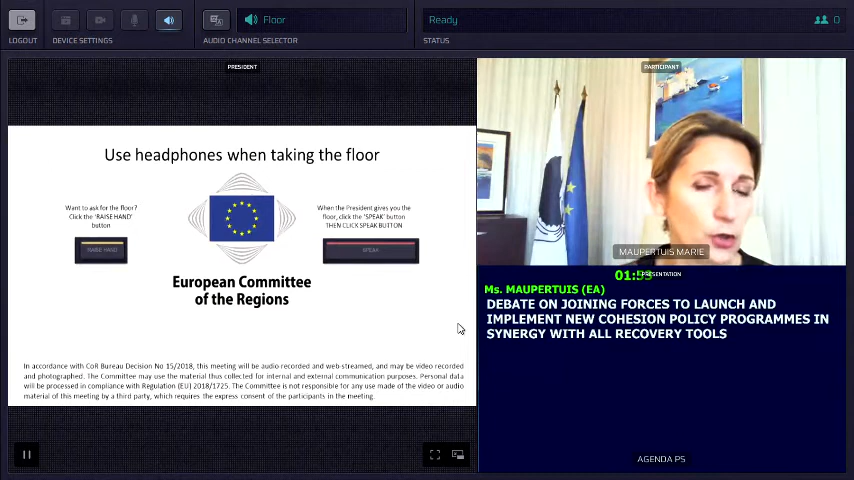 LOGOUT
DEVICE SETTINGS
Floor
AUDIO CHANNEL SELECTOR
Ready
STATUS
0
PRESIDENT
Use headphones when taking the floor
Want to ask for the floor?
Click the 'RAISE HAND'
button
RAISE HAND
When the President gives you the
floor, click the 'SPEAK' button
THEN CLICK SPEAK BUTTON
SPEAK
European Committee
of the Regions
In accordance with CoR Bureau Decision No 15/2018, this meeting will be audio recorded and web-streamed, and may be video recorded
and photographed. The Committee may use the material thus collected for internal and external communication purposes. Personal data
will be processed in compliance with Regulation (EU) 2018/1725. The Committee is not responsible for any use made of the video or audio
material of this meeting by a third party, which requires the express consent of the participants in the meeting.
PARTICIPANT
MAUPERTUIS MARIE
PRESENTATION
Ms. MAUPERTUIS (EA)
DEBATE ON JOINING FORCES TO LAUNCH AND
IMPLEMENT NEW COHESION POLICY PROGRAMMES IN
SYNERGY WITH ALL RECOVERY TOOLS
AGENDA PS